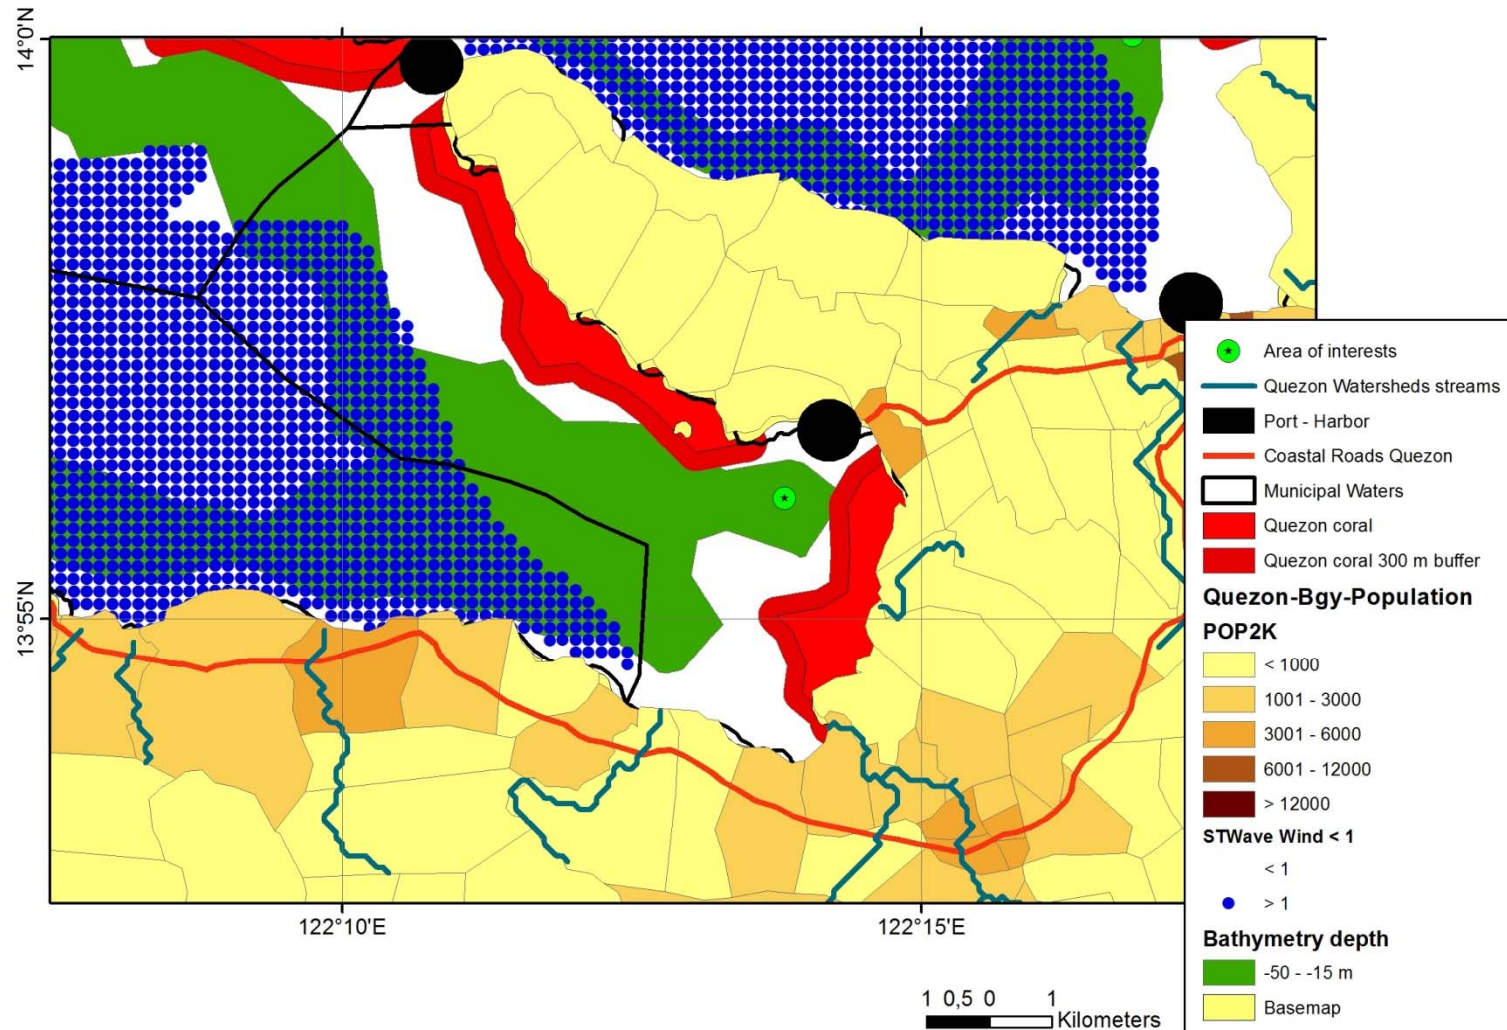 14°0'N
13°55'N
122°10'E
122°15'E
1 0,5 0 1
Kilometers
Area of interests
Quezon Watersheds streams
Port - Harbor
Coastal Roads Quezon
Municipal Waters
Quezon coral
Quezon coral 300 m buffer
Quezon-Bgy-Population
POP2K
< 1000
1001 - 3000
3001 - 6000
6001 - 12000
> 12000
STWave Wind < 1
< 1
> 1
Bathymetry depth
-50 - -15 m
Basemap